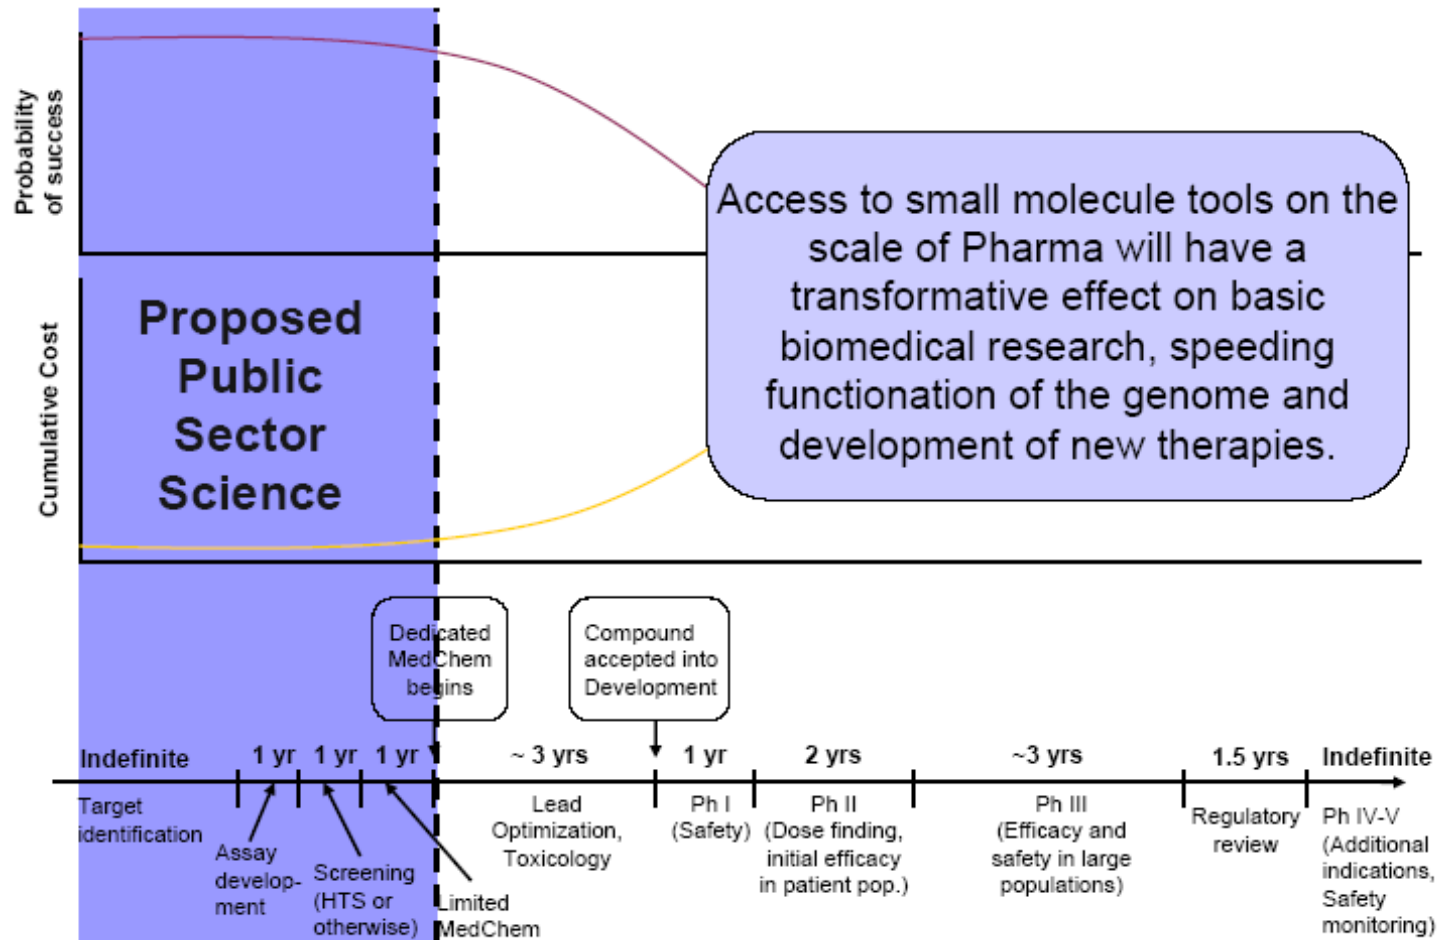 Probability
of success
Access to small molecule tools on the
scale of Pharma will have a
transformative effect on basic
biomedical research, speeding
functionation of the genome and
development of new therapies.
Cumulative Cost
Proposed
Public
Sector
Science
Dedicated
MedChem
begins
Compound
accepted into
Development
Indefinite
1 yr
1 yr
1 yr
~ 3 yrs
1 yr
2 yrs
~3 yrs
1.5 yrs
Indefinite
Target
identification
Assay
develop-
ment
Screening
(HTS or
otherwise)
Limited
MedChem
Lead
Optimization,
Toxicology
Ph I
(Safety)
Ph II
(Dose finding,
initial efficacy
in patient pop.)
Ph III
(Efficacy and
safety in large
populations)
Regulatory
review
Ph IV-V
(Additional
indications,
Safety
monitoring)